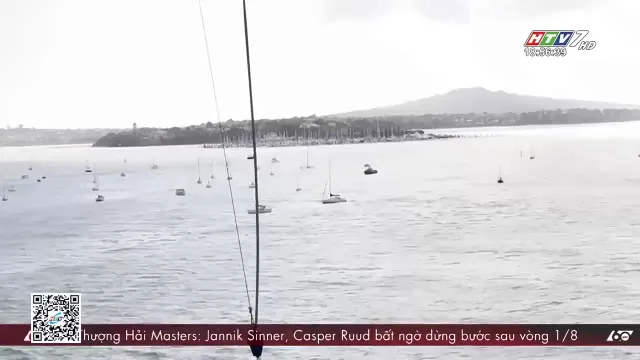 HTV7 HD
18:56:39
hượng Hải Masters: Jannik Sinner, Casper Ruud bất ngờ dừng bước sau vòng 1/8